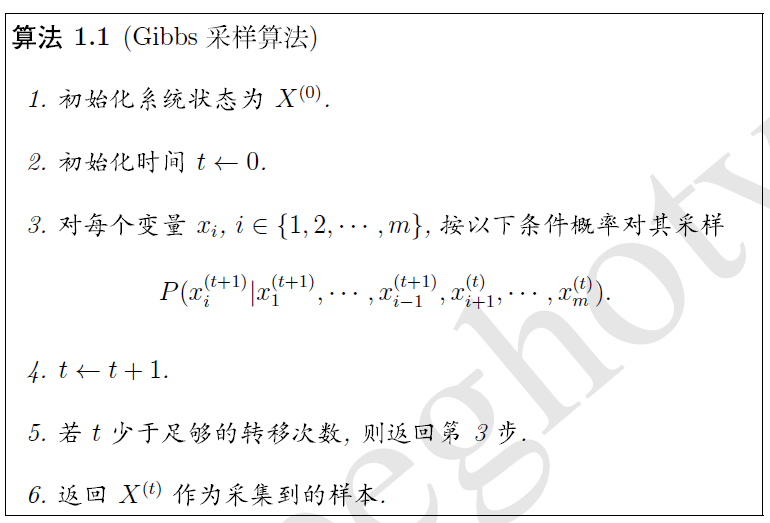 算法 1.1 (Gibbs 采样算法)
1. 初始化系统状态为 X^{(0)}.
2. 初始化时间 t ← 0.
3. 对每个变量 x_i, i ∈ {1, 2, ⋯ , m}, 按以下条件概率对其采样
P(x_i^{(t+1)}|x_1^{(t+1)}, ⋯ , x_{i−1}^{(t+1)}, x_{i+1}^{(t)}, ⋯ , x_m^{(t)}).
4. t ← t + 1.
5. 若 t 少于足够的转移次数, 则返回第 3 步.
6. 返回 X^{(t)} 作为采集到的样本.